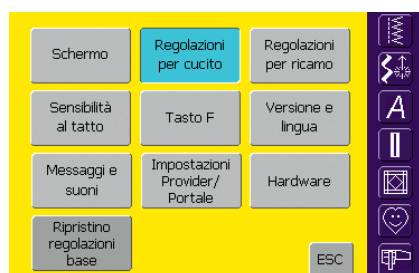 Schermo
Regolazioni
per cucito
Regolazioni
per ricamo
Sensibilità
al tatto
Tasto F
Versione e
lingua
Messaggi e
suoni
Impostazioni
Provider/
Portale
Hardware
Ripristino
regolazioni
base
ESC
A